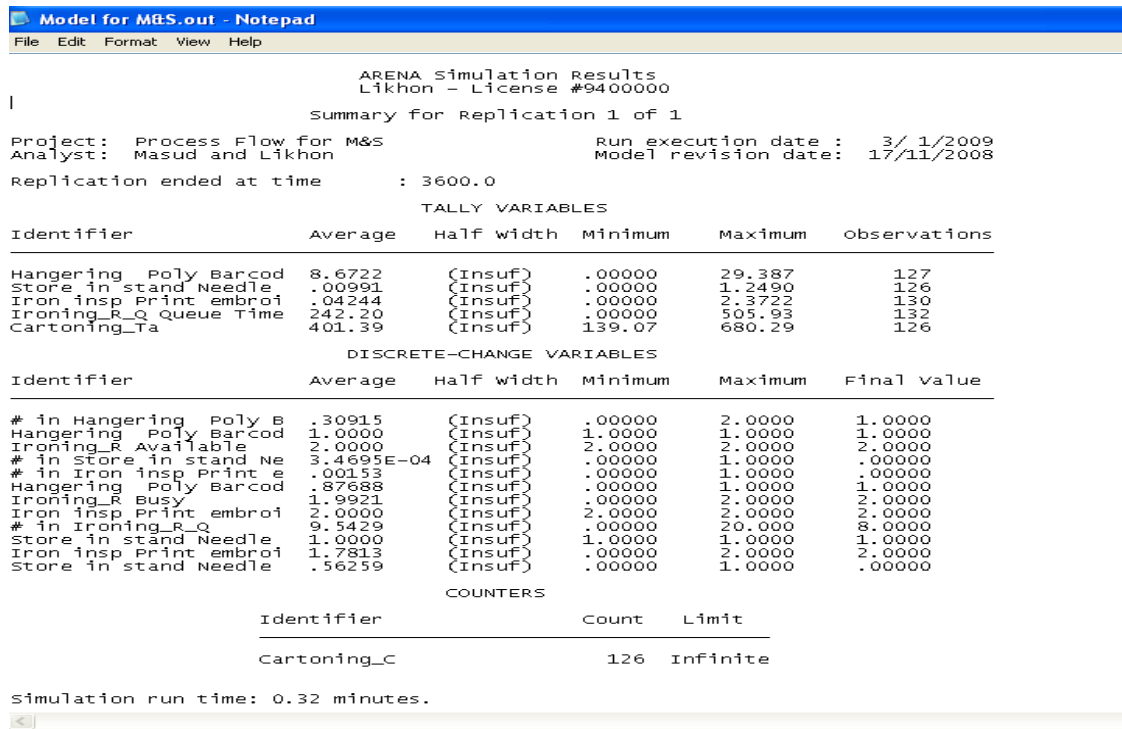 Model for M&S.out - Notepad
File Edit Format View Help
ARENA Simulation Results
Likhon - License #9400000
Summary for Replication 1 of 1
Project: Process Flow for M&S Run execution date : 3/ 1/2009
Analyst: Masud and Likhon Model revision date: 17/11/2008
Replication ended at time : 3600.0
TALLY VARIABLES
Identifier Average Half Width Minimum Maximum Observations
Hangering Poly Barcod 8.6722 (Insuf) .00000 29.387 127
Store in stand Needle .00991 (Insuf) .00000 1.2490 126
Iron insp Print embroi .04244 (Insuf) .00000 2.3722 130
Ironing_R_Q Queue Time 242.20 (Insuf) .00000 505.93 132
Cartoning_Ta 401.39 (Insuf) 139.07 680.29 126
DISCRETE-CHANGE VARIABLES
Identifier Average Half Width Minimum Maximum Final Value
# in Hangering Poly B .30915 (Insuf) .00000 2.0000 1.0000
Hangering Poly Barcod 1.0000 (Insuf) 1.0000 1.0000 1.0000
Ironing_R Available 2.0000 (Insuf) 2.0000 2.0000 2.0000
# in Store in stand Ne 3.4695E-04 (Insuf) .00000 1.0000 .00000
# in Iron insp Print e .00153 (Insuf) .00000 1.0000 .00000
Hangering Poly Barcod .87688 (Insuf) .00000 1.0000 1.0000
Ironing_R Busy 1.9921 (Insuf) .00000 2.0000 2.0000
Iron insp Print embroi 2.0000 (Insuf) 2.0000 2.0000 2.0000
# in Ironing_R_Q 9.5429 (Insuf) .00000 20.000 8.0000
Store in stand Needle 1.0000 (Insuf) 1.0000 1.0000 1.0000
Iron insp Print embroi 1.7813 (Insuf) .00000 2.0000 2.0000
Store in stand Needle .56259 (Insuf) .00000 1.0000 .00000
COUNTERS
Identifier Count Limit
Cartoning_C 126 Infinite
Simulation run time: 0.32 minutes.